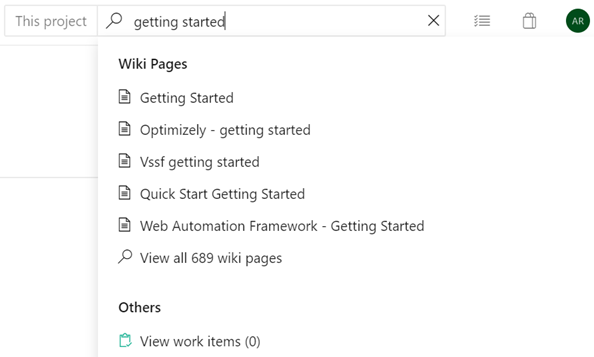 This project getting started AR
Wiki Pages
Getting Started
Optimizely - getting started
Vssf getting started
Quick Start Getting Started
Web Automation Framework - Getting Started
View all 689 wiki pages
Others
View work items (0)